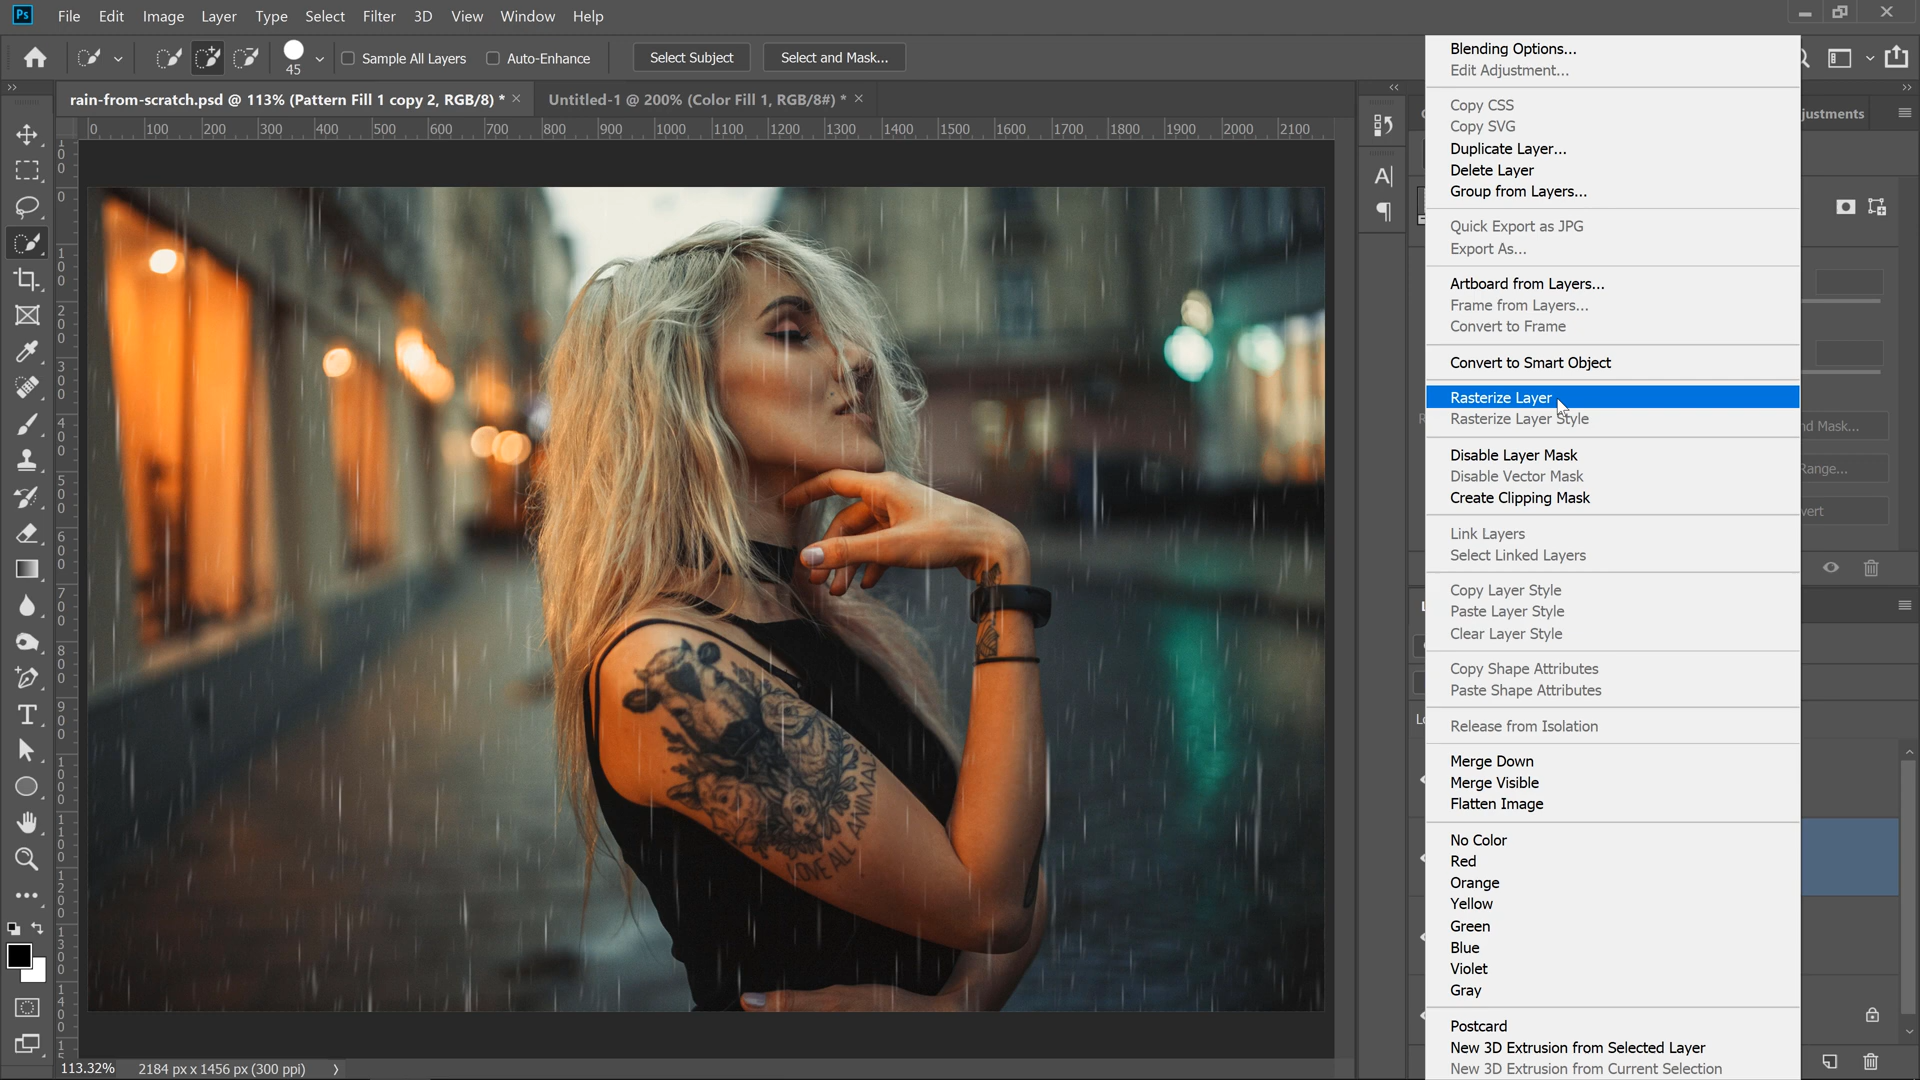 Ps
File Edit Image Layer Type Select Filter 3D View Window Help
45
Sample All Layers
Auto-Enhance
Select Subject
Select and Mask...
rain-from-scratch.psd @ 113% (Pattern Fill 1 copy 2, RGB/8) *
Untitled-1 @ 200% (Color Fill 1, RGB/8#) *
0 100 200 300 400 500 600 700 800 900 1000 1100 1200 1300 1400 1500 1600 1700 1800 1900 2000 2100
LOVE ALL ANIMALS
Blending Options...
Edit Adjustment...
Copy CSS
Copy SVG
Duplicate Layer...
Delete Layer
Group from Layers...
Quick Export as JPG
Export As...
Artboard from Layers...
Frame from Layers...
Convert to Frame
Convert to Smart Object
Rasterize Layer
Rasterize Layer Style
Disable Layer Mask
Disable Vector Mask
Create Clipping Mask
Link Layers
Select Linked Layers
Copy Layer Style
Paste Layer Style
Clear Layer Style
Copy Shape Attributes
Paste Shape Attributes
Release from Isolation
Merge Down
Merge Visible
Flatten Image
No Color
Red
Orange
Yellow
Green
Blue
Violet
Gray
Postcard
New 3D Extrusion from Selected Layer
New 3D Extrusion from Current Selection
justments
nd Mask...
Range...
vert
113.32%
2184 px x 1456 px (300 ppi)